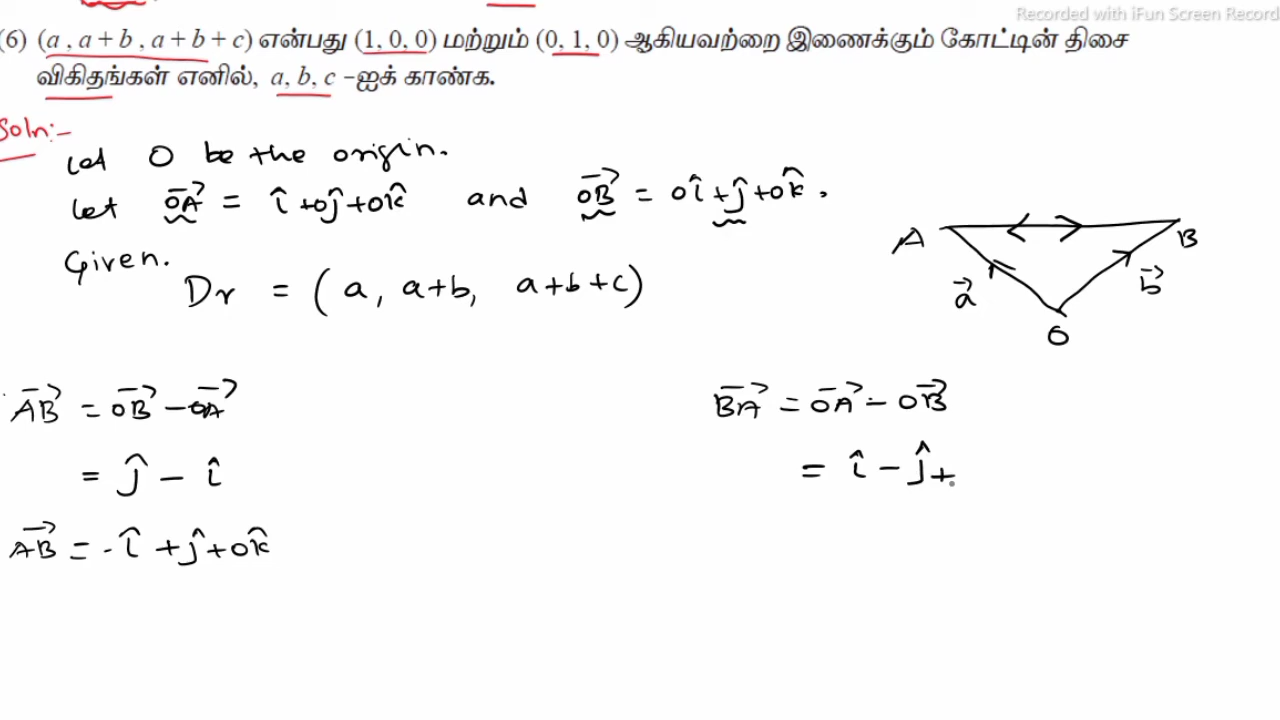 Recorded with iFun Screen Record
(6) (a , a + b , a + b + c) என்பது (1, 0, 0) மற்றும் (0, 1, 0) ஆகியவற்றை இணைக்கும் கோட்டின் திசை
விகிதங்கள் எனில், a, b, c –ஐக் காண்க.
Soln:-
Let O be the origin.
Let OA⃗ = î + 0ĵ + 0k̂ and OB⃗ = 0î + ĵ + 0k̂.
A B
Given.
Dr = (a, a+b, a+b+c)
a⃗ b⃗
O
AB⃗ = OB⃗ – OA⃗ BA⃗ = OA⃗ – OB⃗
= ĵ – î = î – ĵ +
AB⃗ = -î + ĵ + 0k̂